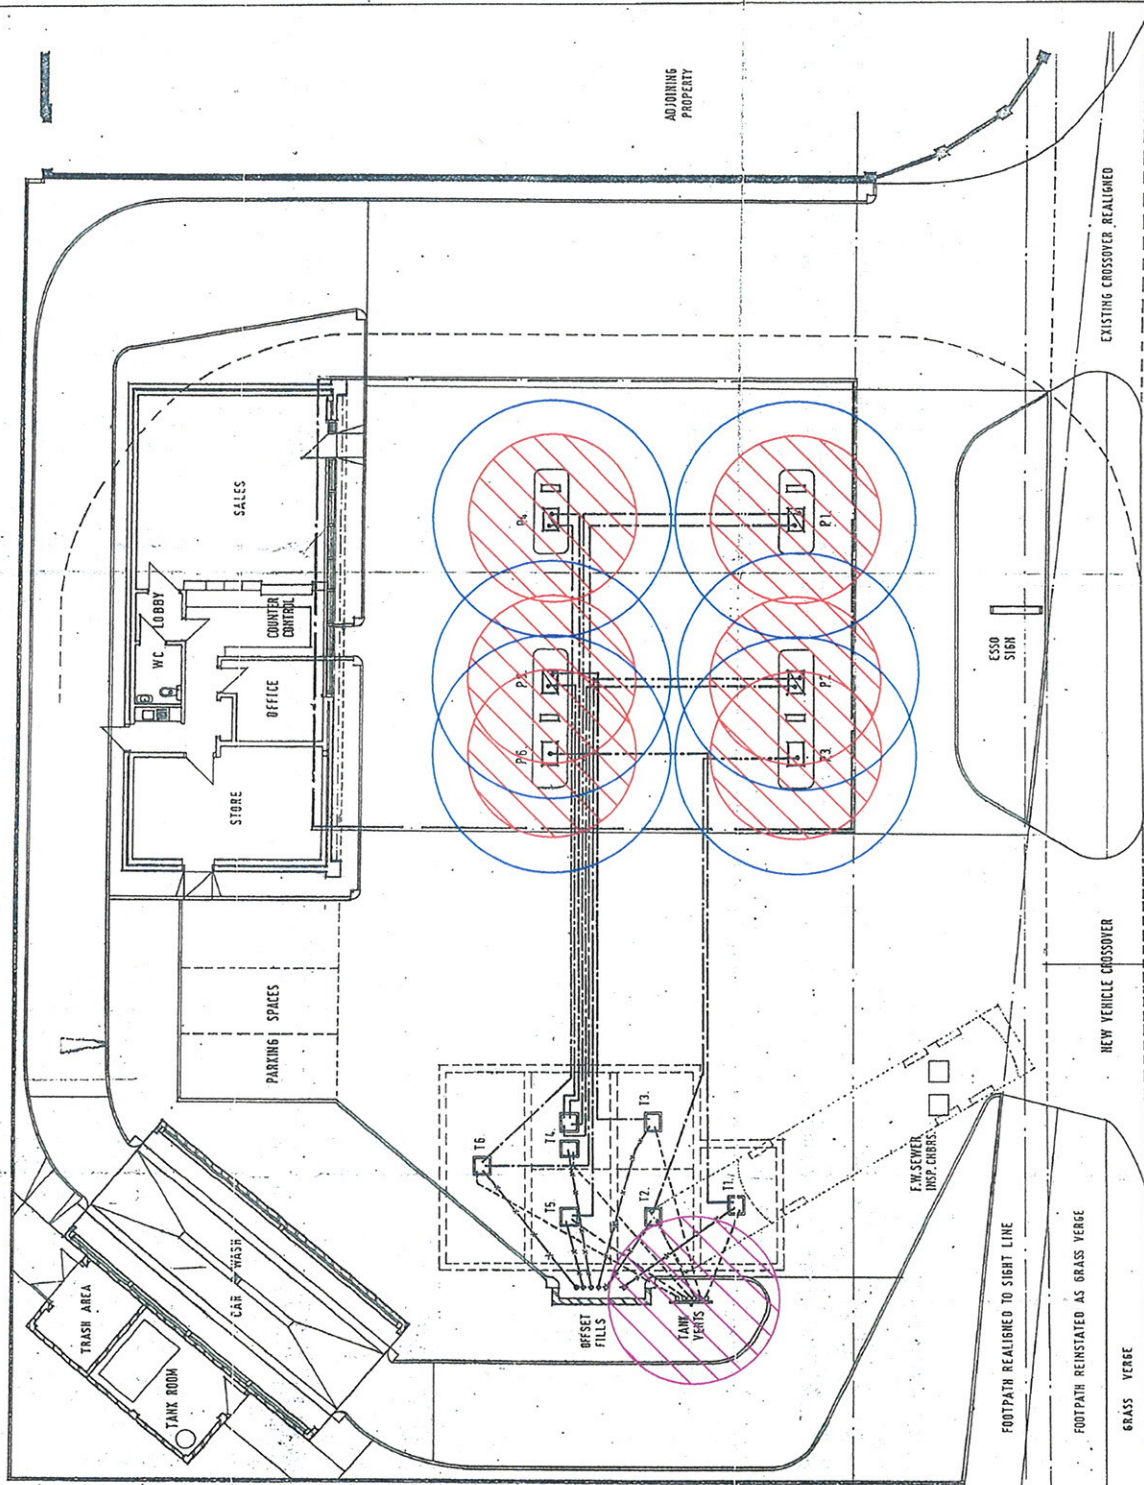 ADJOINING
PROPERTY
EXISTING CROSSOVER REALIGNED
SALES
LOBBY
WC
COUNTER
CONTROL
OFFICE
STORE
P4.
P1.
P5.
P2.
P6.
P3.
ESSO
SIGN
PARKING SPACES
NEW VEHICLE CROSSOVER
T6
T4.
T3.
T5
T2.
T1.
F.W.SEWER
INSP. CHBRS.
CAR WASH
TRASH AREA
TANK ROOM
OFFSET
FILLS
TANK
VENTS
FOOTPATH REALIGNED TO SIGHT LINE
FOOTPATH REINSTATED AS GRASS VERGE
GRASS VERGE